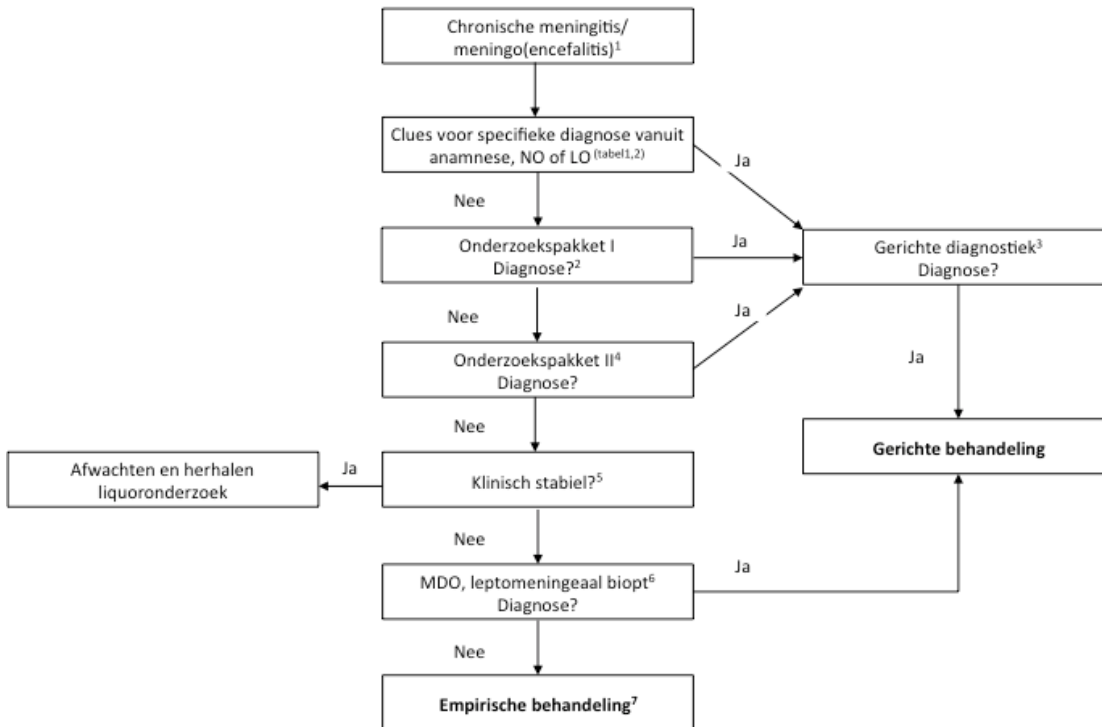 Chronische meningitis/
meningo(encefalitis)¹
Clues voor specifieke diagnose vanuit
anamnese, NO of LO (tabel1,2)
Ja
Nee
Onderzoekspakket I
Diagnose?²
Ja
Gerichte diagnostiek³
Diagnose?
Nee
Ja
Onderzoekspakket II⁴
Diagnose?
Ja
Nee
Gerichte behandeling
Afwachten en herhalen
liquoronderzoek
Ja
Klinisch stabiel?⁵
Nee
MDO, leptomeningeaal biopt⁶
Diagnose?
Ja
Nee
Empirische behandeling⁷